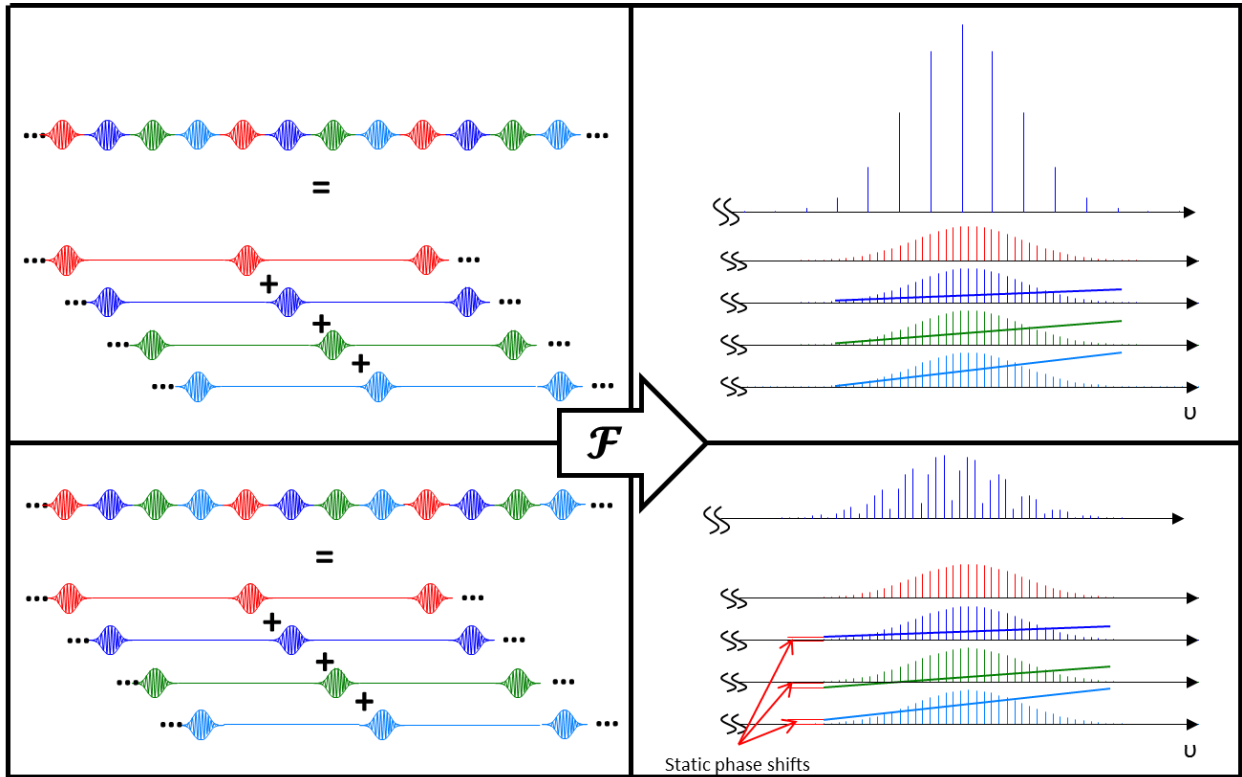 =
+
+
+
υ
ℱ
=
+
+
+
Static phase shifts
υ